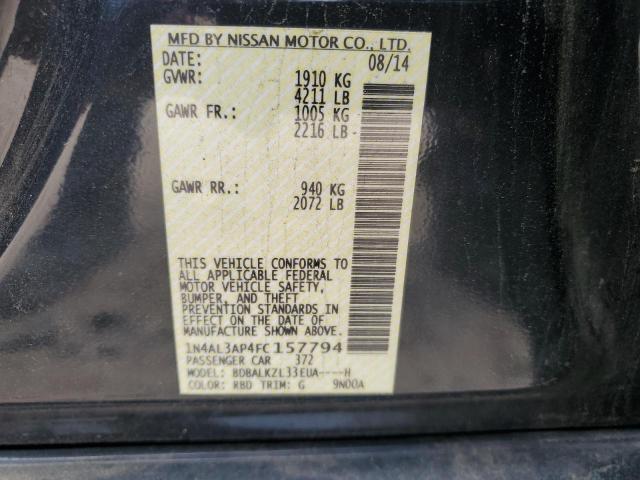 MFD BY NISSAN MOTOR CO., LTD.
DATE: 08/14
GVWR: 1910 KG
4211 LB
GAWR FR.: 1005 KG
2216 LB
GAWR RR.: 940 KG
2072 LB
THIS VEHICLE CONFORMS TO
ALL APPLICABLE FEDERAL
MOTOR VEHICLE SAFETY,
BUMPER, AND THEFT
PREVENTION STANDARDS IN
EFFECT ON THE DATE OF
MANUFACTURE SHOWN ABOVE.
1N4AL3AP4FC157794
PASSENGER CAR 372
MODEL: BDBALKZL33EUA----H
COLOR: KBD TRIM: G 9N00A